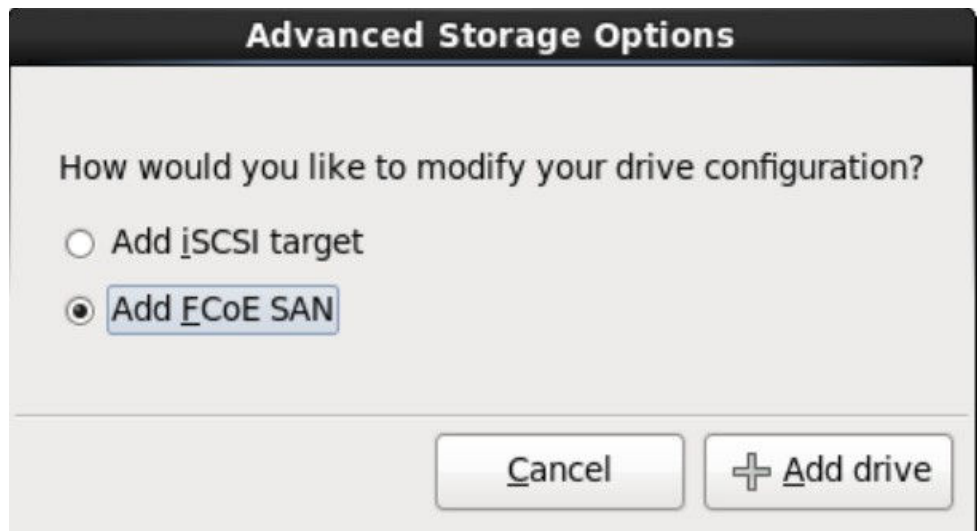 Advanced Storage Options
How would you like to modify your drive configuration?
Add iSCSI target
Add FCoE SAN
Cancel
Add drive